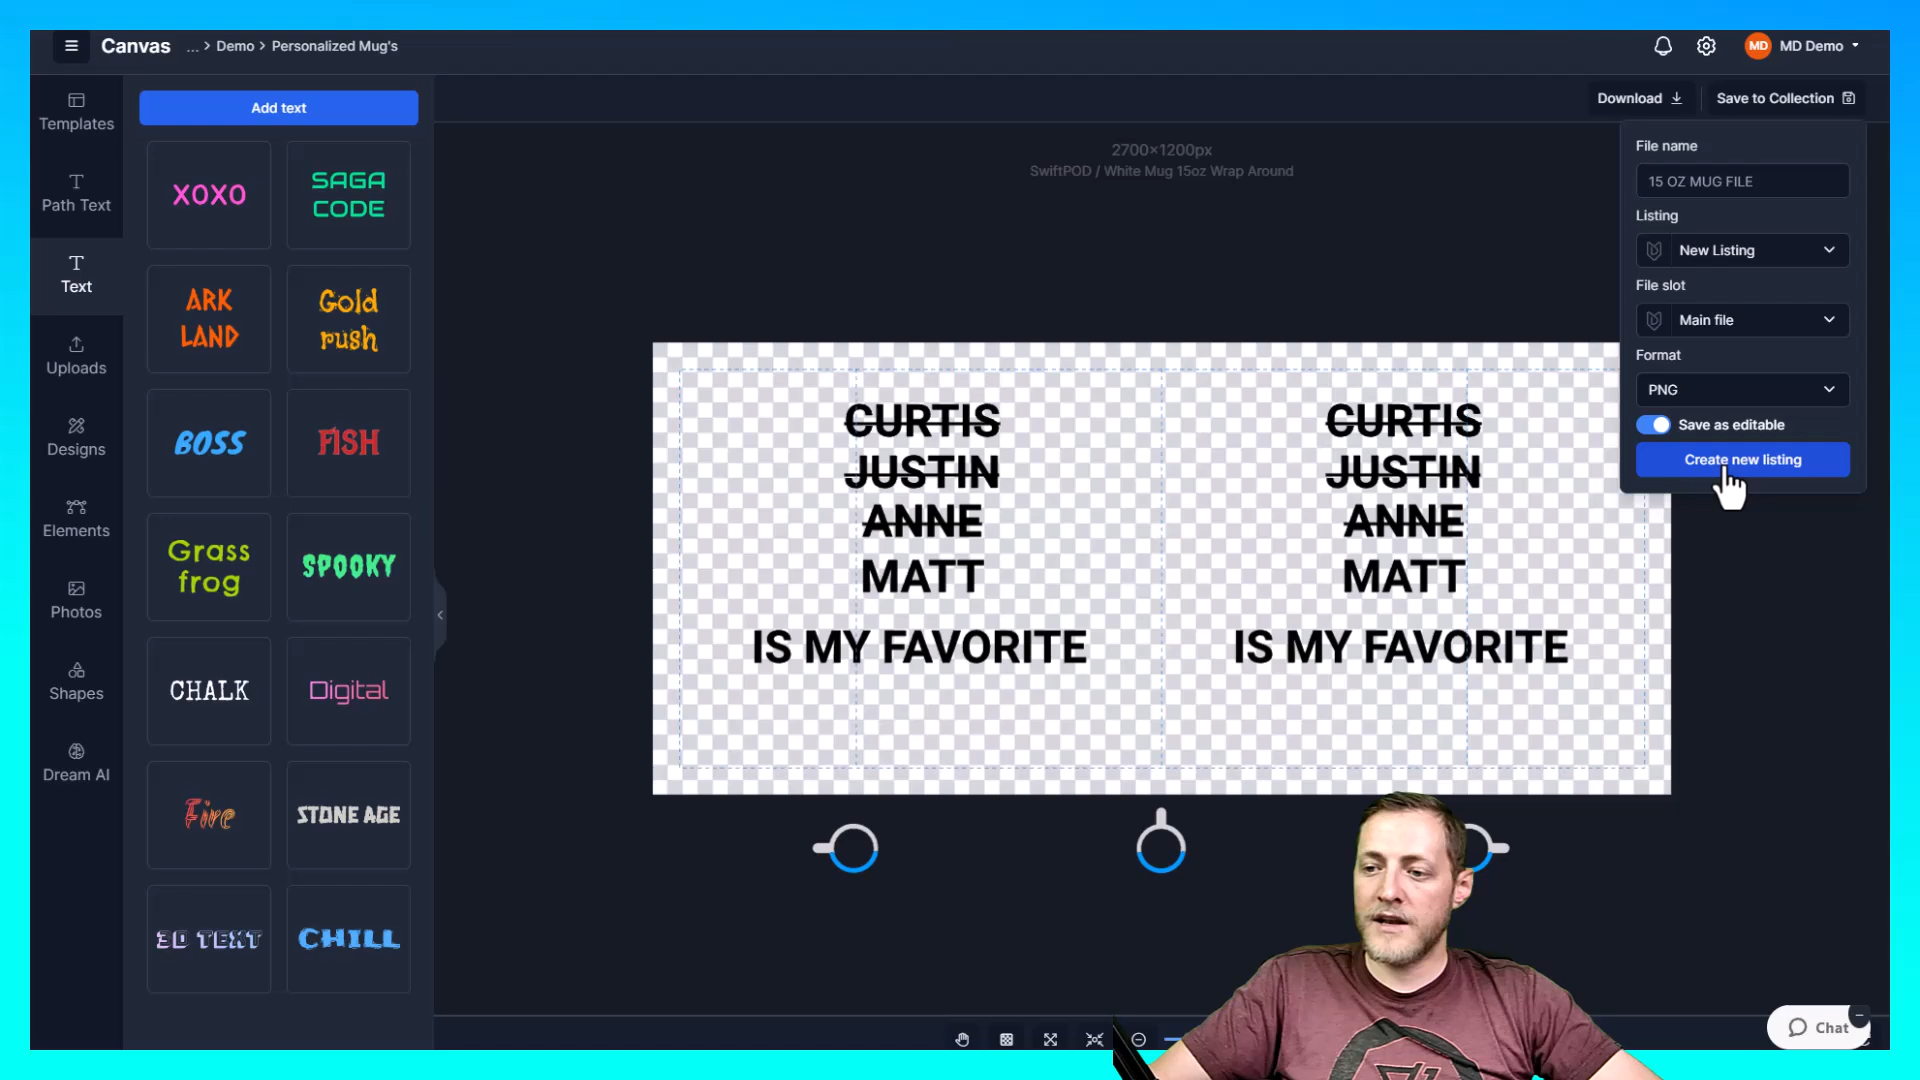 Canvas ... > Demo > Personalized Mug's
MD MD Demo
Templates
Path Text
Text
Uploads
Designs
Elements
Photos
Shapes
Dream AI
Add text
XOXO
SAGA
CODE
ARK
LAND
Gold
rush
BOSS
FISH
Grass
frog
SPOOKY
CHALK
Digital
Fire
STONE AGE
3D TEXT
CHILL
Download
Save to Collection
2700×1200px
SwiftPOD / White Mug 15oz Wrap Around
File name
15 OZ MUG FILE
Listing
New Listing
File slot
Main file
Format
PNG
Save as editable
Create new listing
CURTIS
JUSTIN
ANNE
MATT
IS MY FAVORITE
CURTIS
JUSTIN
ANNE
MATT
IS MY FAVORITE
Chat